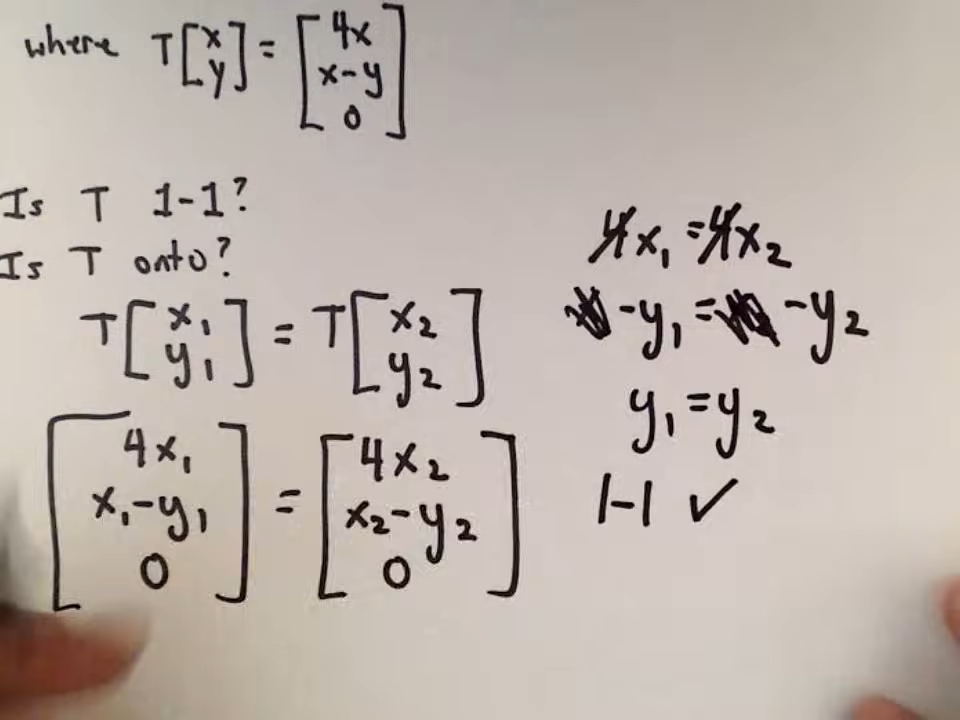 where T[x y] = [4x x-y 0]
Is T 1-1?
Is T onto?
T[x₁ y₁] = T[x₂ y₂]
[4x₁ x₁-y₁ 0] = [4x₂ x₂-y₂ 0]
4x₁ = 4x₂
-y₁ = -y₂
y₁ = y₂
1-1 ✓